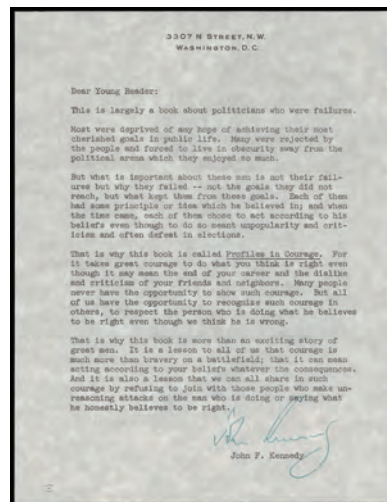 3307 N STREET, N.W.
WASHINGTON, D.C.
Dear Young Reader:
This is largely a book about politicians who were failures.
Most were deprived of any hope of achieving their most
cherished goals in public life. Many were rejected by
the people and forced to live in obscurity away from the
political arena which they enjoyed so much.
But what is important about these men is not their fail-
ures but why they failed -- not the goals they did not
reach, but what kept them from these goals. Each of them
had some principle or idea which he believed in; and when
the time came, each of them chose to act according to his
beliefs even though to do so meant unpopularity and crit-
icism and often defeat in elections.
That is why this book is called Profiles in Courage. For
it takes great courage to do what you think is right even
though it may mean the end of your career and the dislike
and criticism of your friends and neighbors. Many people
never have the opportunity to show such courage. But all
of us have the opportunity to recognize such courage in
others, to respect the person who is doing what he believes
to be right even though we think he is wrong.
That is why this book is more than an exciting story of
great men. It is a lesson to all of us that courage is
much more than bravery on a battlefield; that it can mean
acting according to your beliefs whatever the consequences.
And it is also a lesson that we can all share in such
courage by refusing to join with those people who make un-
reasoning attacks on the man who is doing or saying what
he honestly believes to be right.
John Kennedy
John F. Kennedy